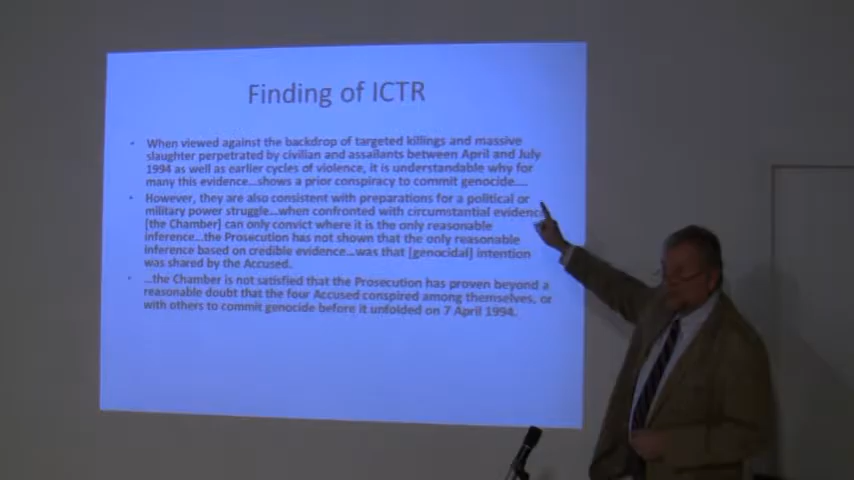 Finding of ICTR
• When viewed against the backdrop of targeted killings and massive
slaughter perpetrated by civilian and assailants between April and July
1994 as well as earlier cycles of violence, it is understandable why for
many this evidence...shows a prior conspiracy to commit genocide....
• However, they are also consistent with preparations for a political or
military power struggle...when confronted with circumstantial evidence
[the Chamber] can only convict where it is the only reasonable
inference...the Prosecution has not shown that the only reasonable
inference based on credible evidence...was that [genocidal] intention
was shared by the Accused.
• ...the Chamber is not satisfied that the Prosecution has proven beyond a
reasonable doubt that the four Accused conspired among themselves, or
with others to commit genocide before it unfolded on 7 April 1994.